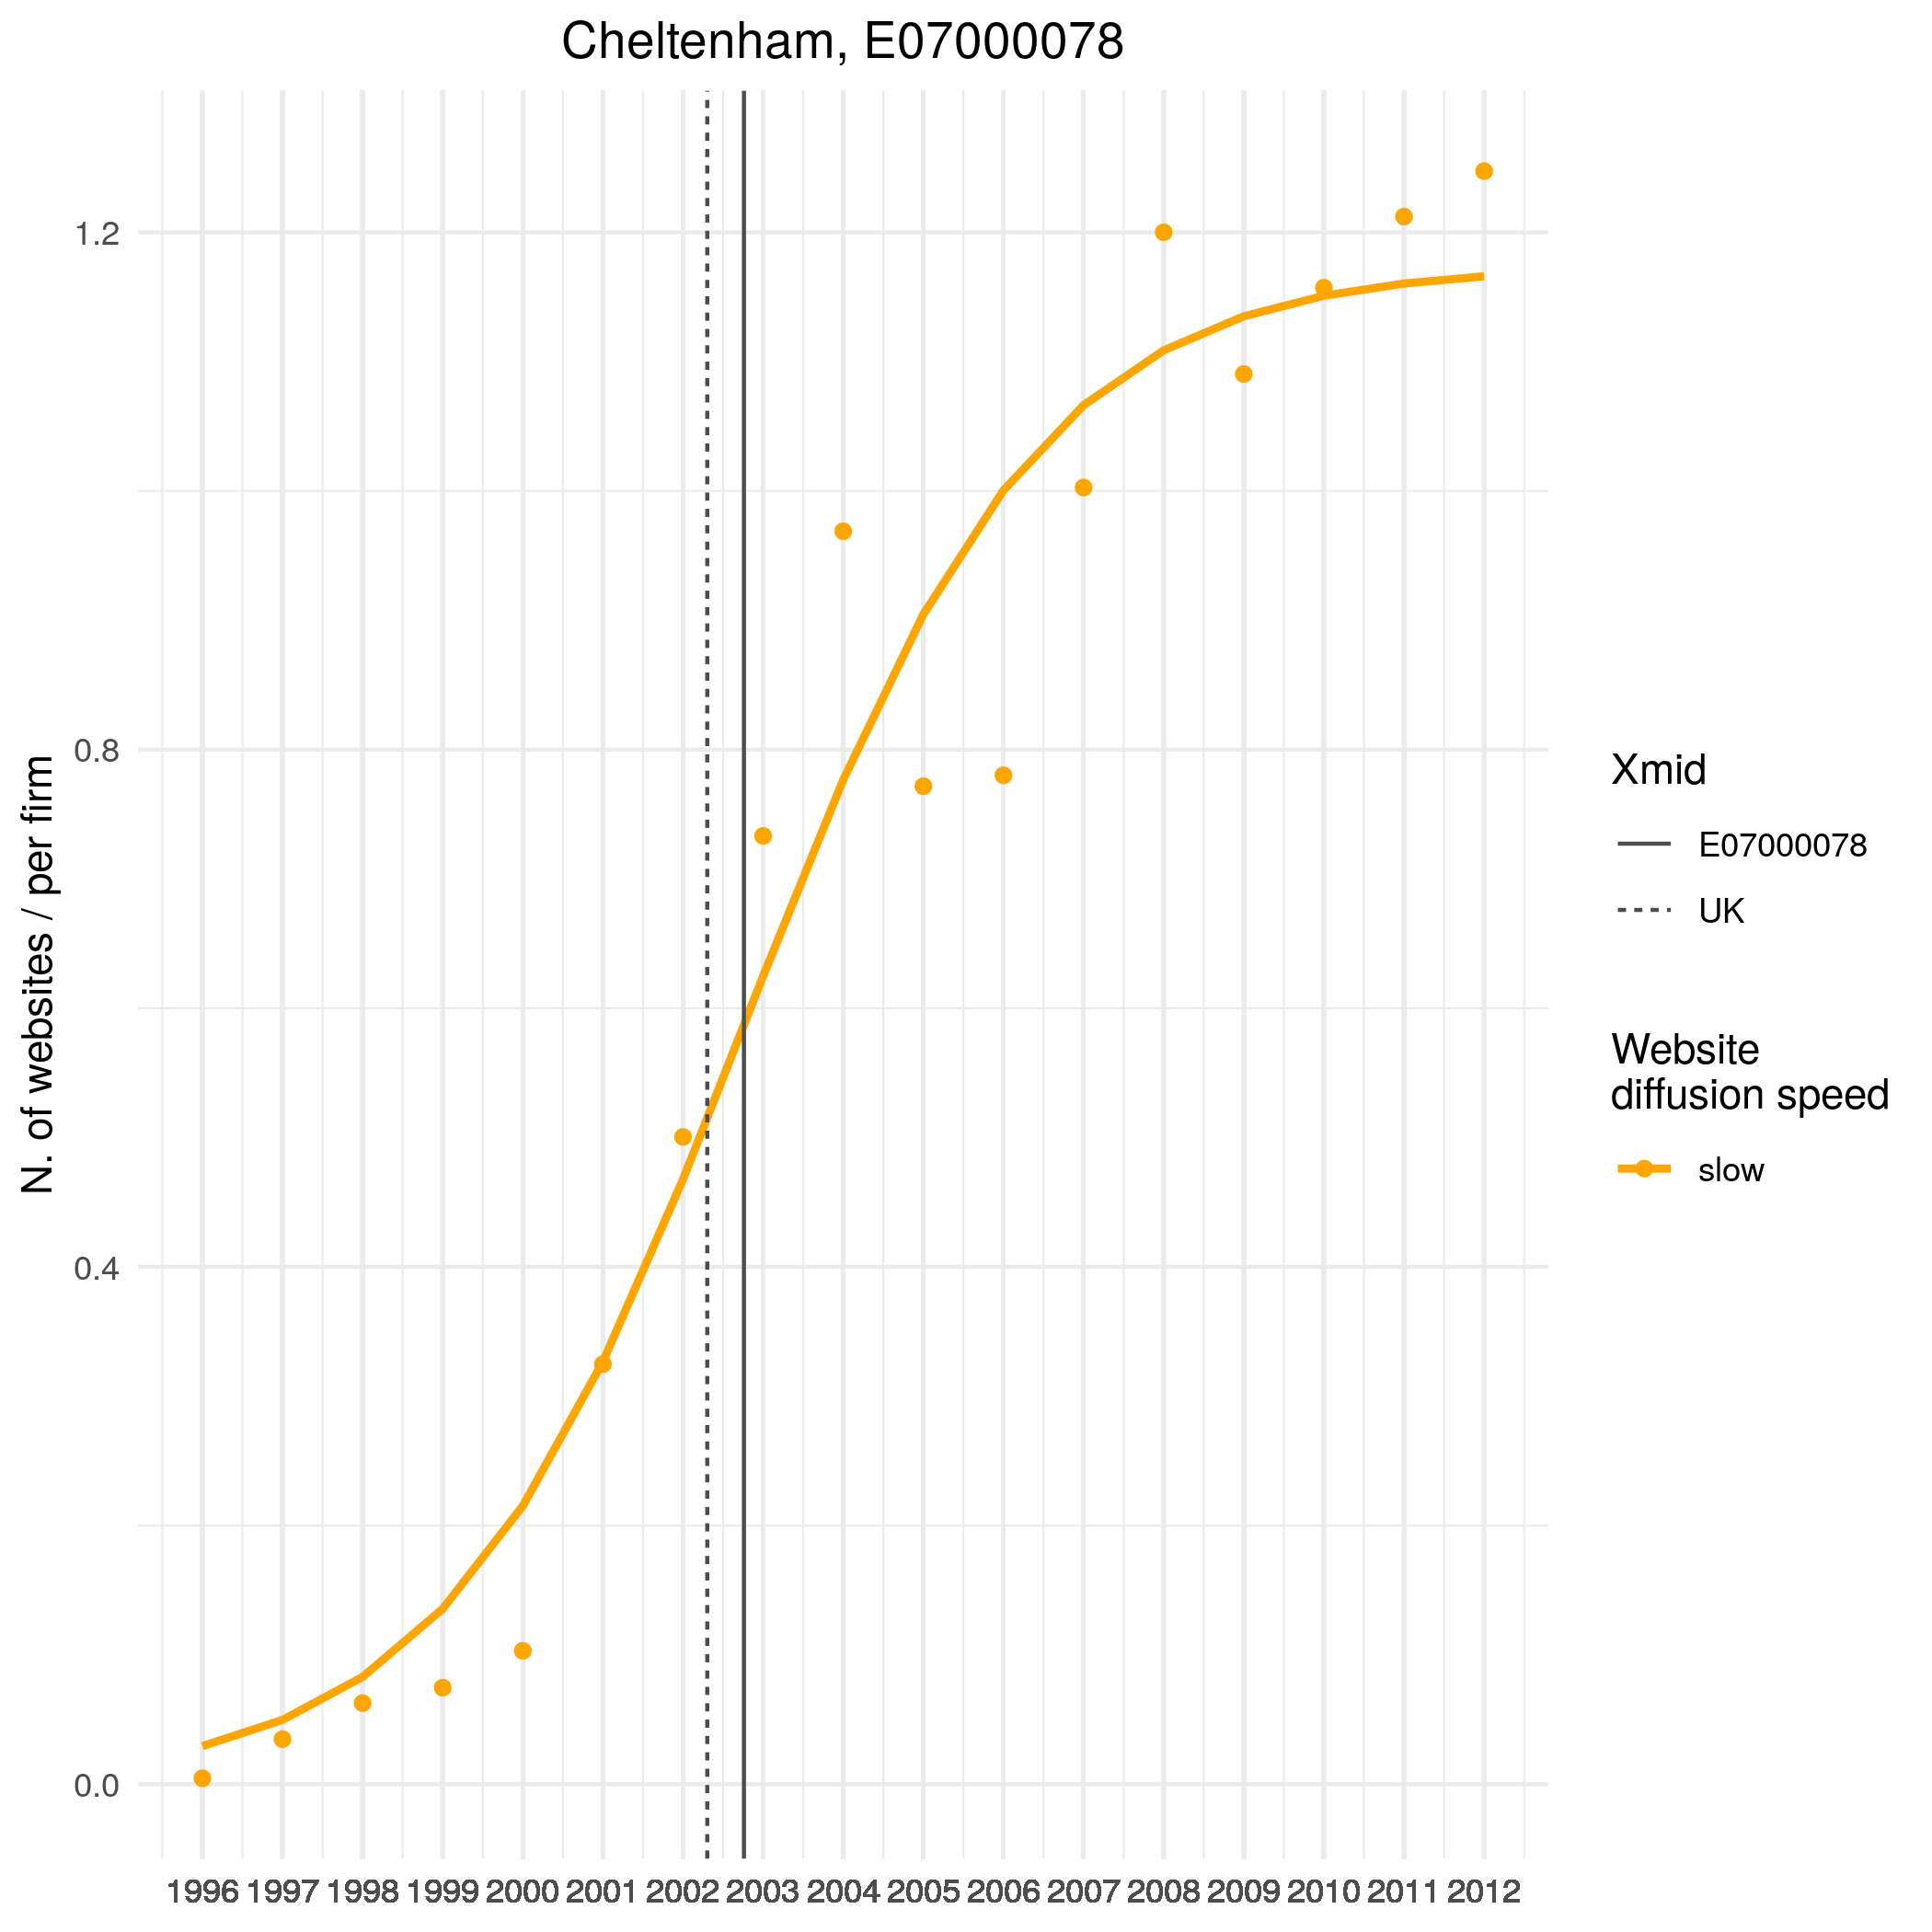 Cheltenham, E07000078
N. of websites / per firm
1.2
0.8
0.4
0.0
1996 1997 1998 1999 2000 2001 2002 2003 2004 2005 2006 2007 2008 2009 2010 2011 2012
Xmid
E07000078
UK
Website
diffusion speed
slow